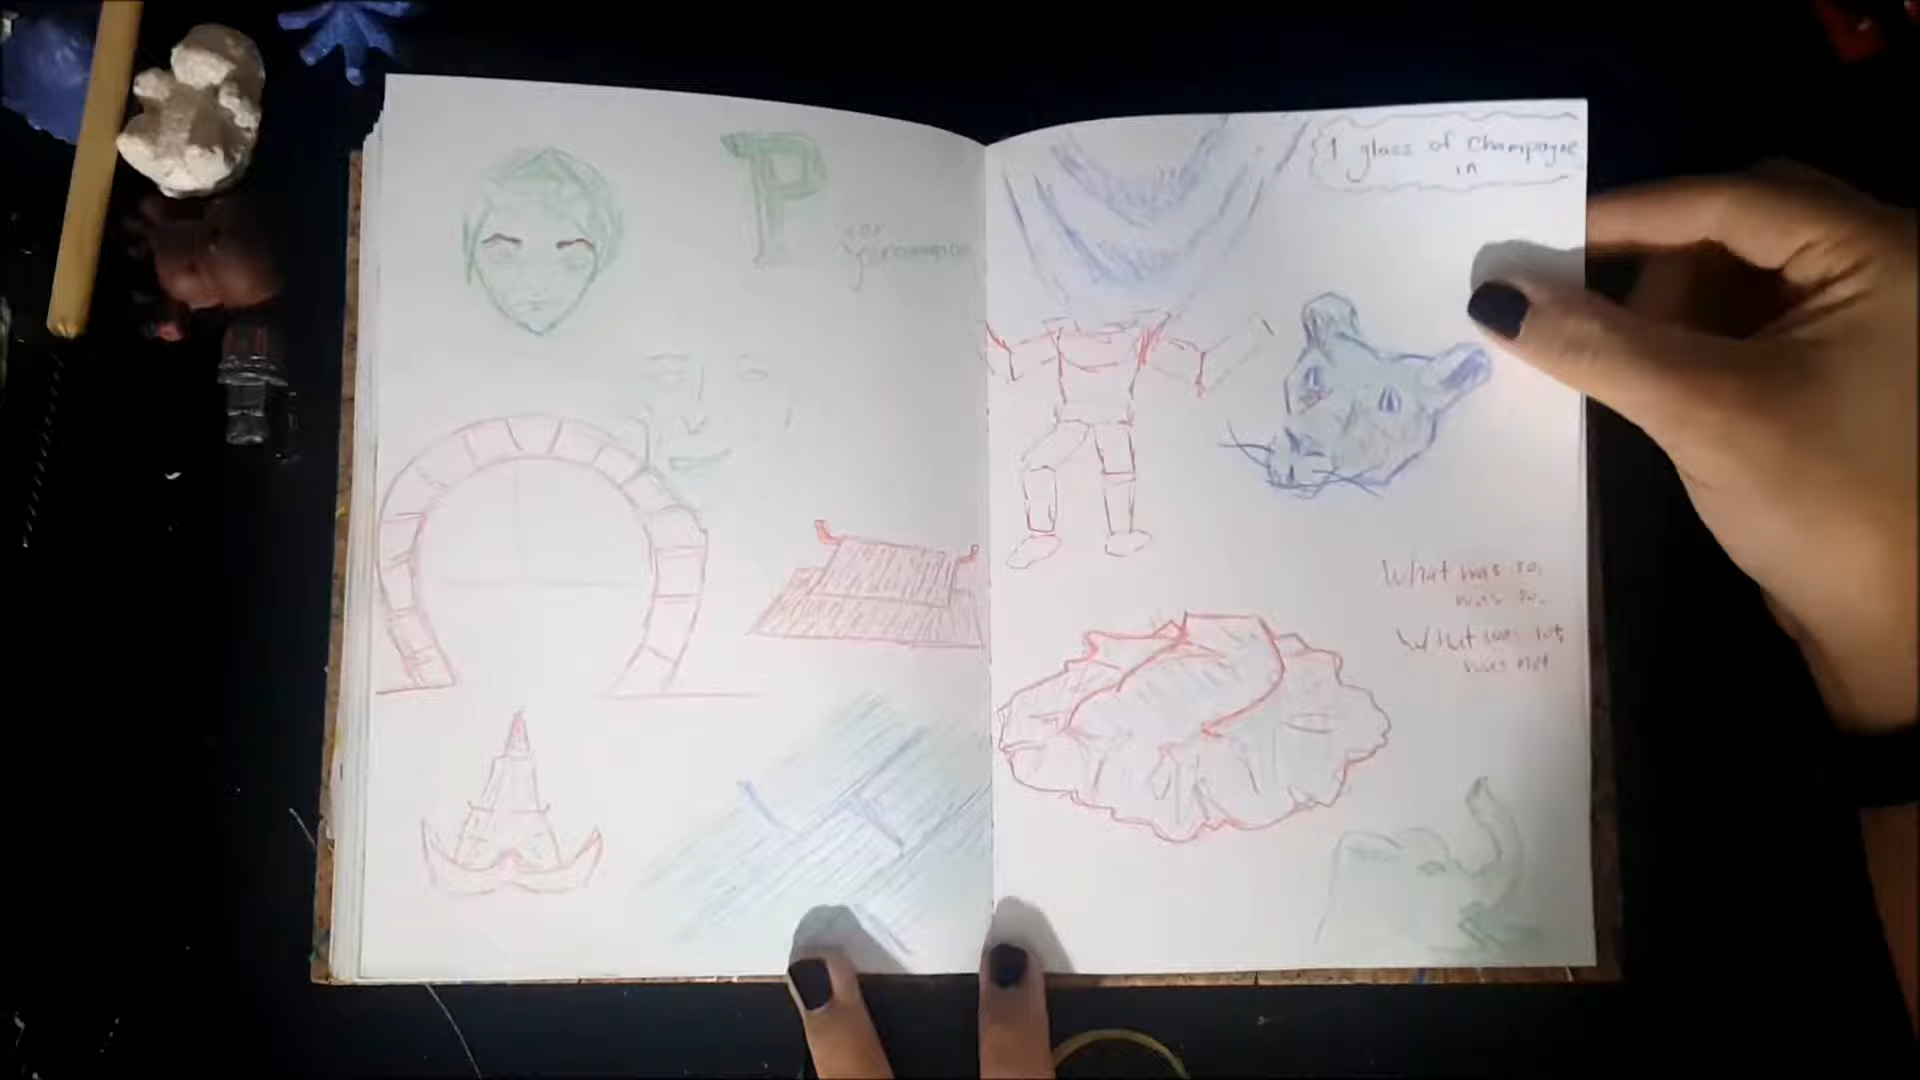 P
1 glass of Champagne
in
What was so,
was so.
What was not,
was not